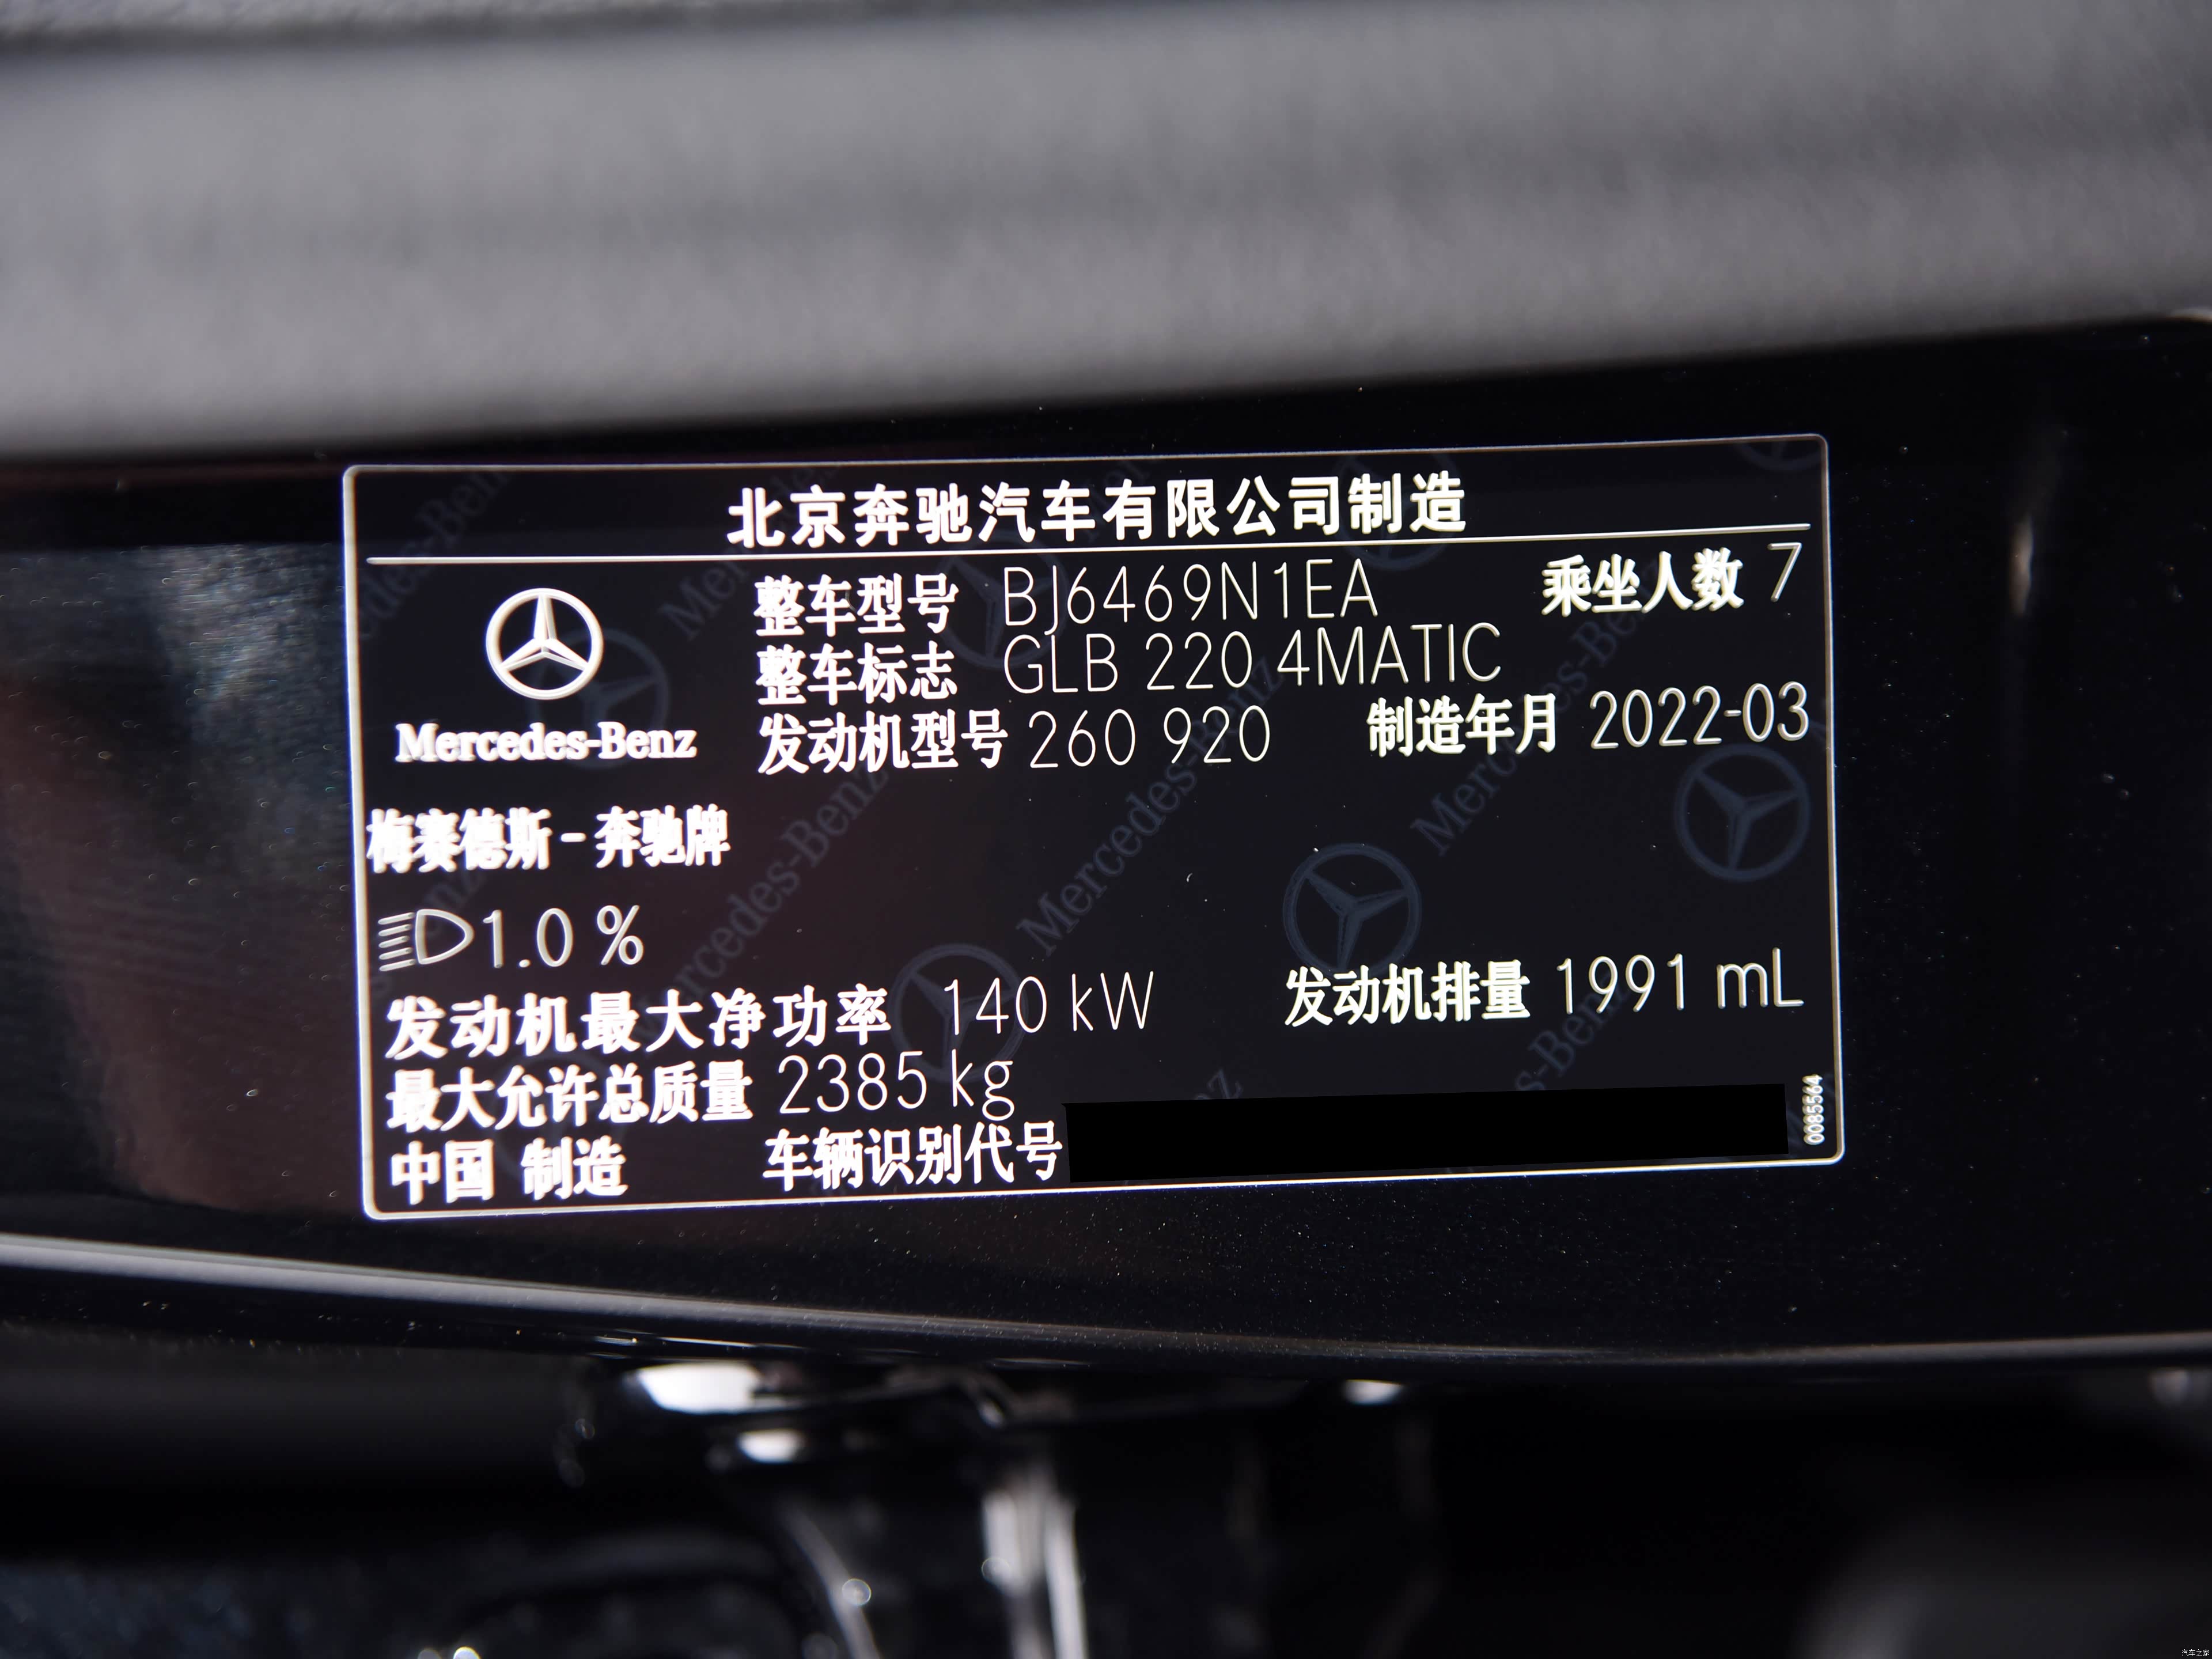 北京奔驰汽车有限公司制造
整车型号 BJ6469N1EA 乘坐人数 7
整车标志 GLB 220 4MATIC
发动机型号 260 920 制造年月 2022-03
Mercedes-Benz
梅赛德斯-奔驰牌
1.0 %
发动机最大净功率 140 kW 发动机排量 1991 mL
最大允许总质量 2385 kg
中国 制造 车辆识别代号
0085564
汽车之家